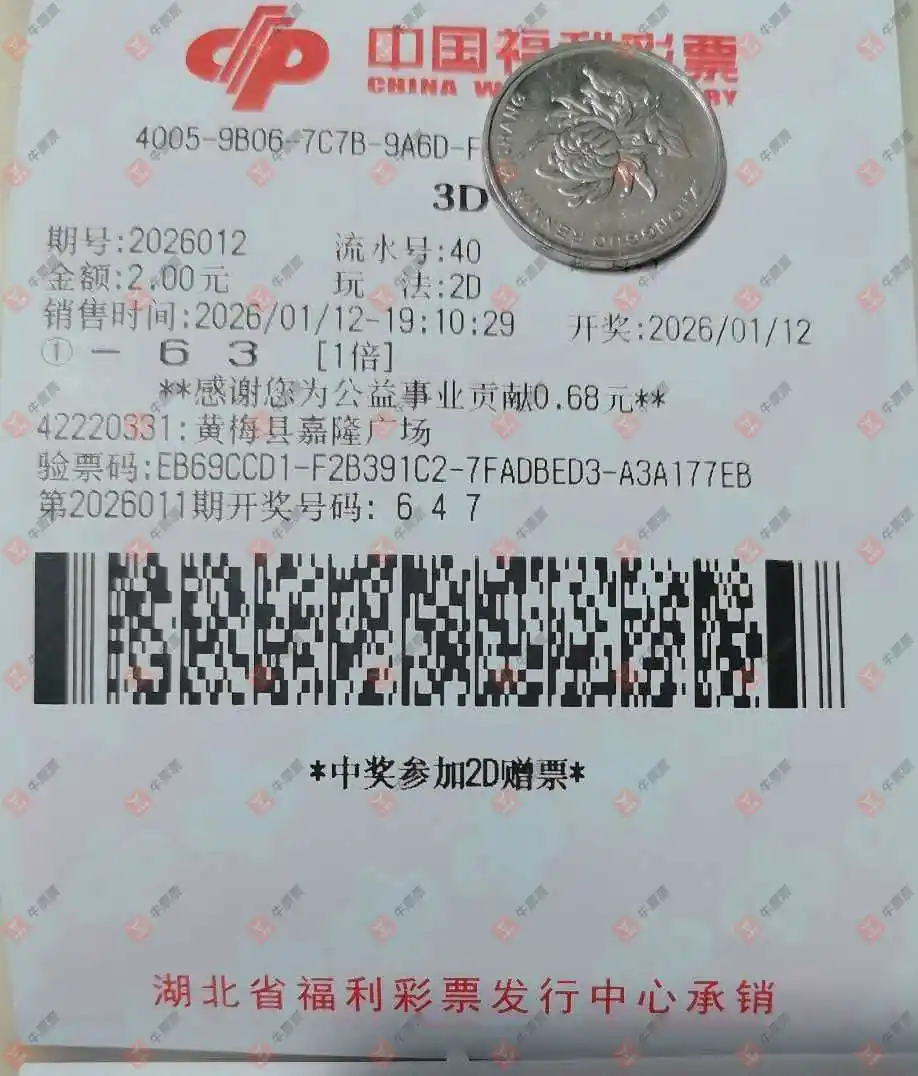 中国福利彩票
CHINA W RY
4005-9B06-7C7B-9A6D-F
3D
期号:2026012 流水号:40
金额:2.00元 玩 法:2D
销售时间:2026/01/12-19:10:29 开奖:2026/01/12
① - 6 3 [1倍]
**感谢您为公益事业贡献0.68元**
42220331:黄梅县嘉隆广场
验票码:EB69CCD1-F2B391C2-7FADBED3-A3A177EB
第2026011期开奖号码: 6 4 7
*中奖参加2D赠票*
湖北省福利彩票发行中心承销